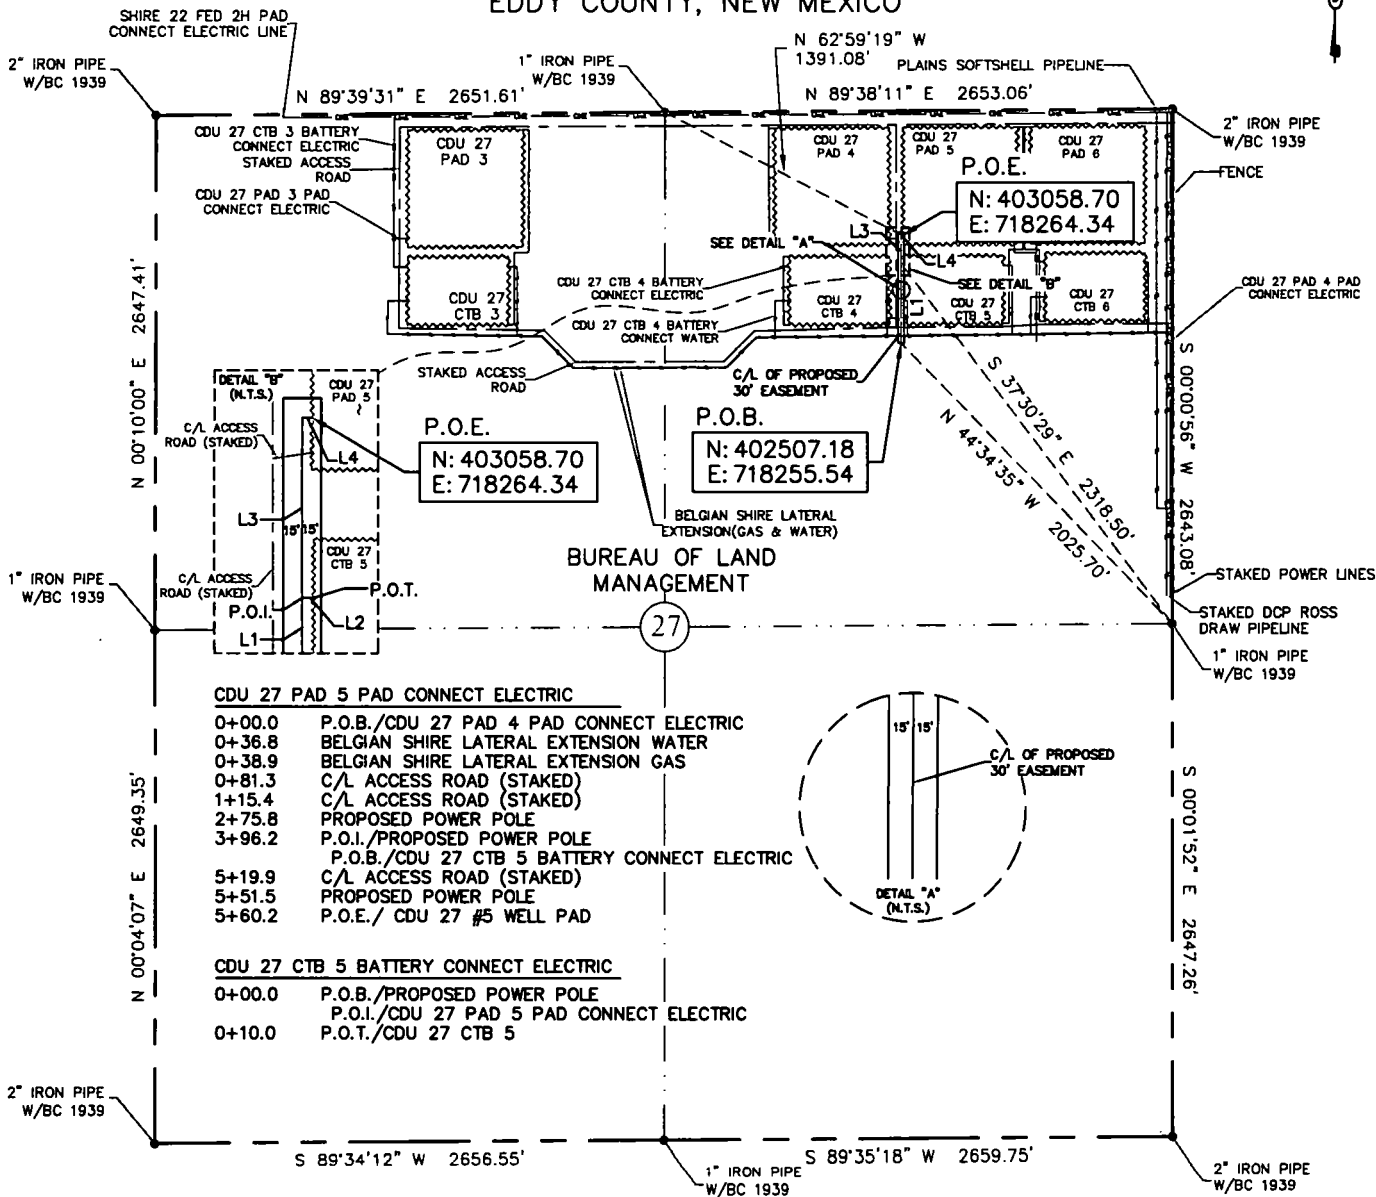 EDDY COUNTY, NEW MEXICO
SHIRE 22 FED 2H PAD
CONNECT ELECTRIC LINE
2" IRON PIPE
W/BC 1939
1" IRON PIPE
W/BC 1939
N 62°59'19" W
1391.08'
PLAINS SOFTSHELL PIPELINE
N 89°39'31" E 2651.61'
N 89°38'11" E 2653.06'
2" IRON PIPE
W/BC 1939
FENCE
CDU 27 CTB 3 BATTERY
CONNECT ELECTRIC
STAKED ACCESS
ROAD
CDU 27 PAD 3 PAD
CONNECT ELECTRIC
CDU 27
PAD 3
CDU 27
PAD 4
CDU 27
PAD 5
CDU 27
PAD 6
P.O.E.
N: 403058.70
E: 718264.34
L3
L4
SEE DETAIL "A"
SEE DETAIL "B"
CDU 27 CTB 4 BATTERY
CONNECT ELECTRIC
CDU 27 CTB 4 BATTERY
CONNECT WATER
CDU 27
CTB 3
CDU 27
CTB 4
L1
CDU 27
CTB 5
CDU 27
CTB 6
CDU 27 PAD 4 PAD
CONNECT ELECTRIC
N 00°10'00" E 2647.41'
STAKED ACCESS
ROAD
C/L OF PROPOSED
30' EASEMENT
S 37°30'29" E 2318.50'
N 44°34'35" W 2025.70'
S 00°00'56" W 2643.08'
DETAIL "B"
(N.T.S.)
CDU 27
PAD 5
C/L ACCESS
ROAD (STAKED)
L4
L3
15' 15'
CDU 27
CTB 5
C/L ACCESS
ROAD (STAKED)
P.O.I.
P.O.T.
L1
L2
P.O.E.
N: 403058.70
E: 718264.34
P.O.B.
N: 402507.18
E: 718255.54
BELGIAN SHIRE LATERAL
EXTENSION(GAS & WATER)
BUREAU OF LAND
MANAGEMENT
27
1" IRON PIPE
W/BC 1939
STAKED POWER LINES
STAKED DCP ROSS
DRAW PIPELINE
1" IRON PIPE
W/BC 1939
CDU 27 PAD 5 PAD CONNECT ELECTRIC
0+00.0 P.O.B./CDU 27 PAD 4 PAD CONNECT ELECTRIC
0+36.8 BELGIAN SHIRE LATERAL EXTENSION WATER
0+38.9 BELGIAN SHIRE LATERAL EXTENSION GAS
0+81.3 C/L ACCESS ROAD (STAKED)
1+15.4 C/L ACCESS ROAD (STAKED)
2+75.8 PROPOSED POWER POLE
3+96.2 P.O.I./PROPOSED POWER POLE
P.O.B./CDU 27 CTB 5 BATTERY CONNECT ELECTRIC
5+19.9 C/L ACCESS ROAD (STAKED)
5+51.5 PROPOSED POWER POLE
5+60.2 P.O.E./ CDU 27 #5 WELL PAD
CDU 27 CTB 5 BATTERY CONNECT ELECTRIC
0+00.0 P.O.B./PROPOSED POWER POLE
P.O.I./CDU 27 PAD 5 PAD CONNECT ELECTRIC
0+10.0 P.O.T./CDU 27 CTB 5
15' 15'
C/L OF PROPOSED
30' EASEMENT
DETAIL "A"
(N.T.S.)
N 00°04'07" E 2649.35'
S 00°01'52" E 2647.26'
2" IRON PIPE
W/BC 1939
S 89°34'12" W 2656.55'
1" IRON PIPE
W/BC 1939
S 89°35'18" W 2659.75'
2" IRON PIPE
W/BC 1939